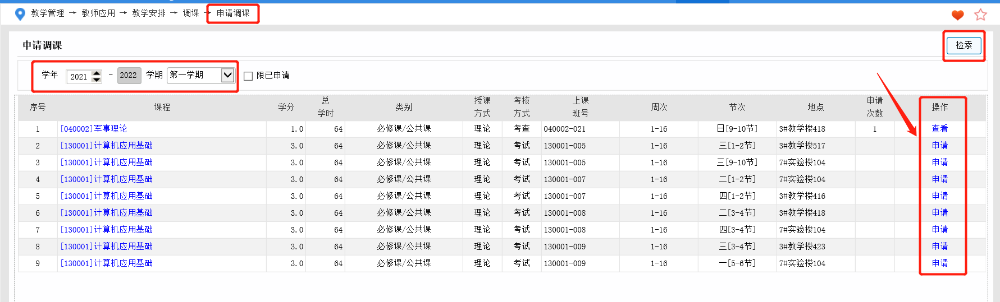 教学管理 → 教师应用 → 教学安排 → 调课 → 申请调课
申请调课
检索
学年 2021 - 2022 学期 第一学期 限已申请
序号 课程 学分 总学时 类别 授课方式 考核方式 上课班号 周次 节次 地点 申请次数 操作
1 [040002]军事理论 1.0 64 必修课/公共课 理论 考查 040002-021 1-16 日[9-10节] 3#教学楼418 1 查看
2 [130001]计算机应用基础 3.0 64 必修课/公共课 理论 考试 130001-005 1-16 三[1-2节] 3#教学楼517 申请
3 [130001]计算机应用基础 3.0 64 必修课/公共课 理论 考试 130001-005 1-16 三[9-10节] 7#实验楼104 申请
4 [130001]计算机应用基础 3.0 64 必修课/公共课 理论 考试 130001-007 1-16 二[1-2节] 7#实验楼104 申请
5 [130001]计算机应用基础 3.0 64 必修课/公共课 理论 考试 130001-007 1-16 四[1-2节] 3#教学楼416 申请
6 [130001]计算机应用基础 3.0 64 必修课/公共课 理论 考试 130001-008 1-16 二[3-4节] 3#教学楼418 申请
7 [130001]计算机应用基础 3.0 64 必修课/公共课 理论 考试 130001-008 1-16 四[3-4节] 7#实验楼104 申请
8 [130001]计算机应用基础 3.0 64 必修课/公共课 理论 考试 130001-009 1-16 三[3-4节] 3#教学楼423 申请
9 [130001]计算机应用基础 3.0 64 必修课/公共课 理论 考试 130001-009 1-16 一[5-6节] 7#实验楼104 申请